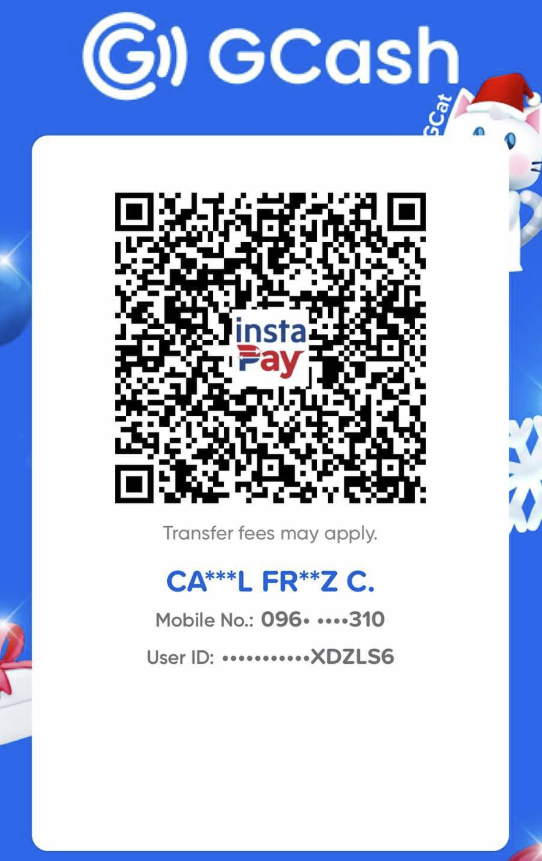 GCash
GCat
insta
Pay
Transfer fees may apply.
CA***L FR**Z C.
Mobile No.: 096• ••••310
User ID: •••••••••••XDZLS6